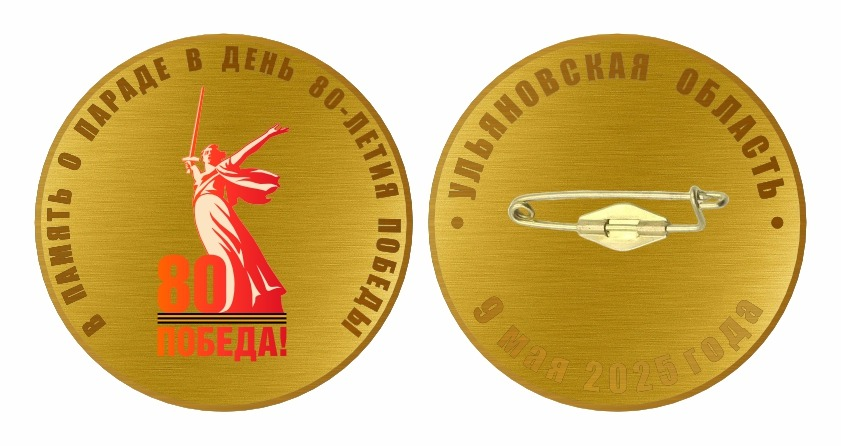 В ПАМЯТЬ О ПАРАДЕ В ДЕНЬ 80-ЛЕТИЯ ПОБЕДЫ
80
ПОБЕДА!
• УЛЬЯНОВСКАЯ ОБЛАСТЬ •
9 мая 2025 года